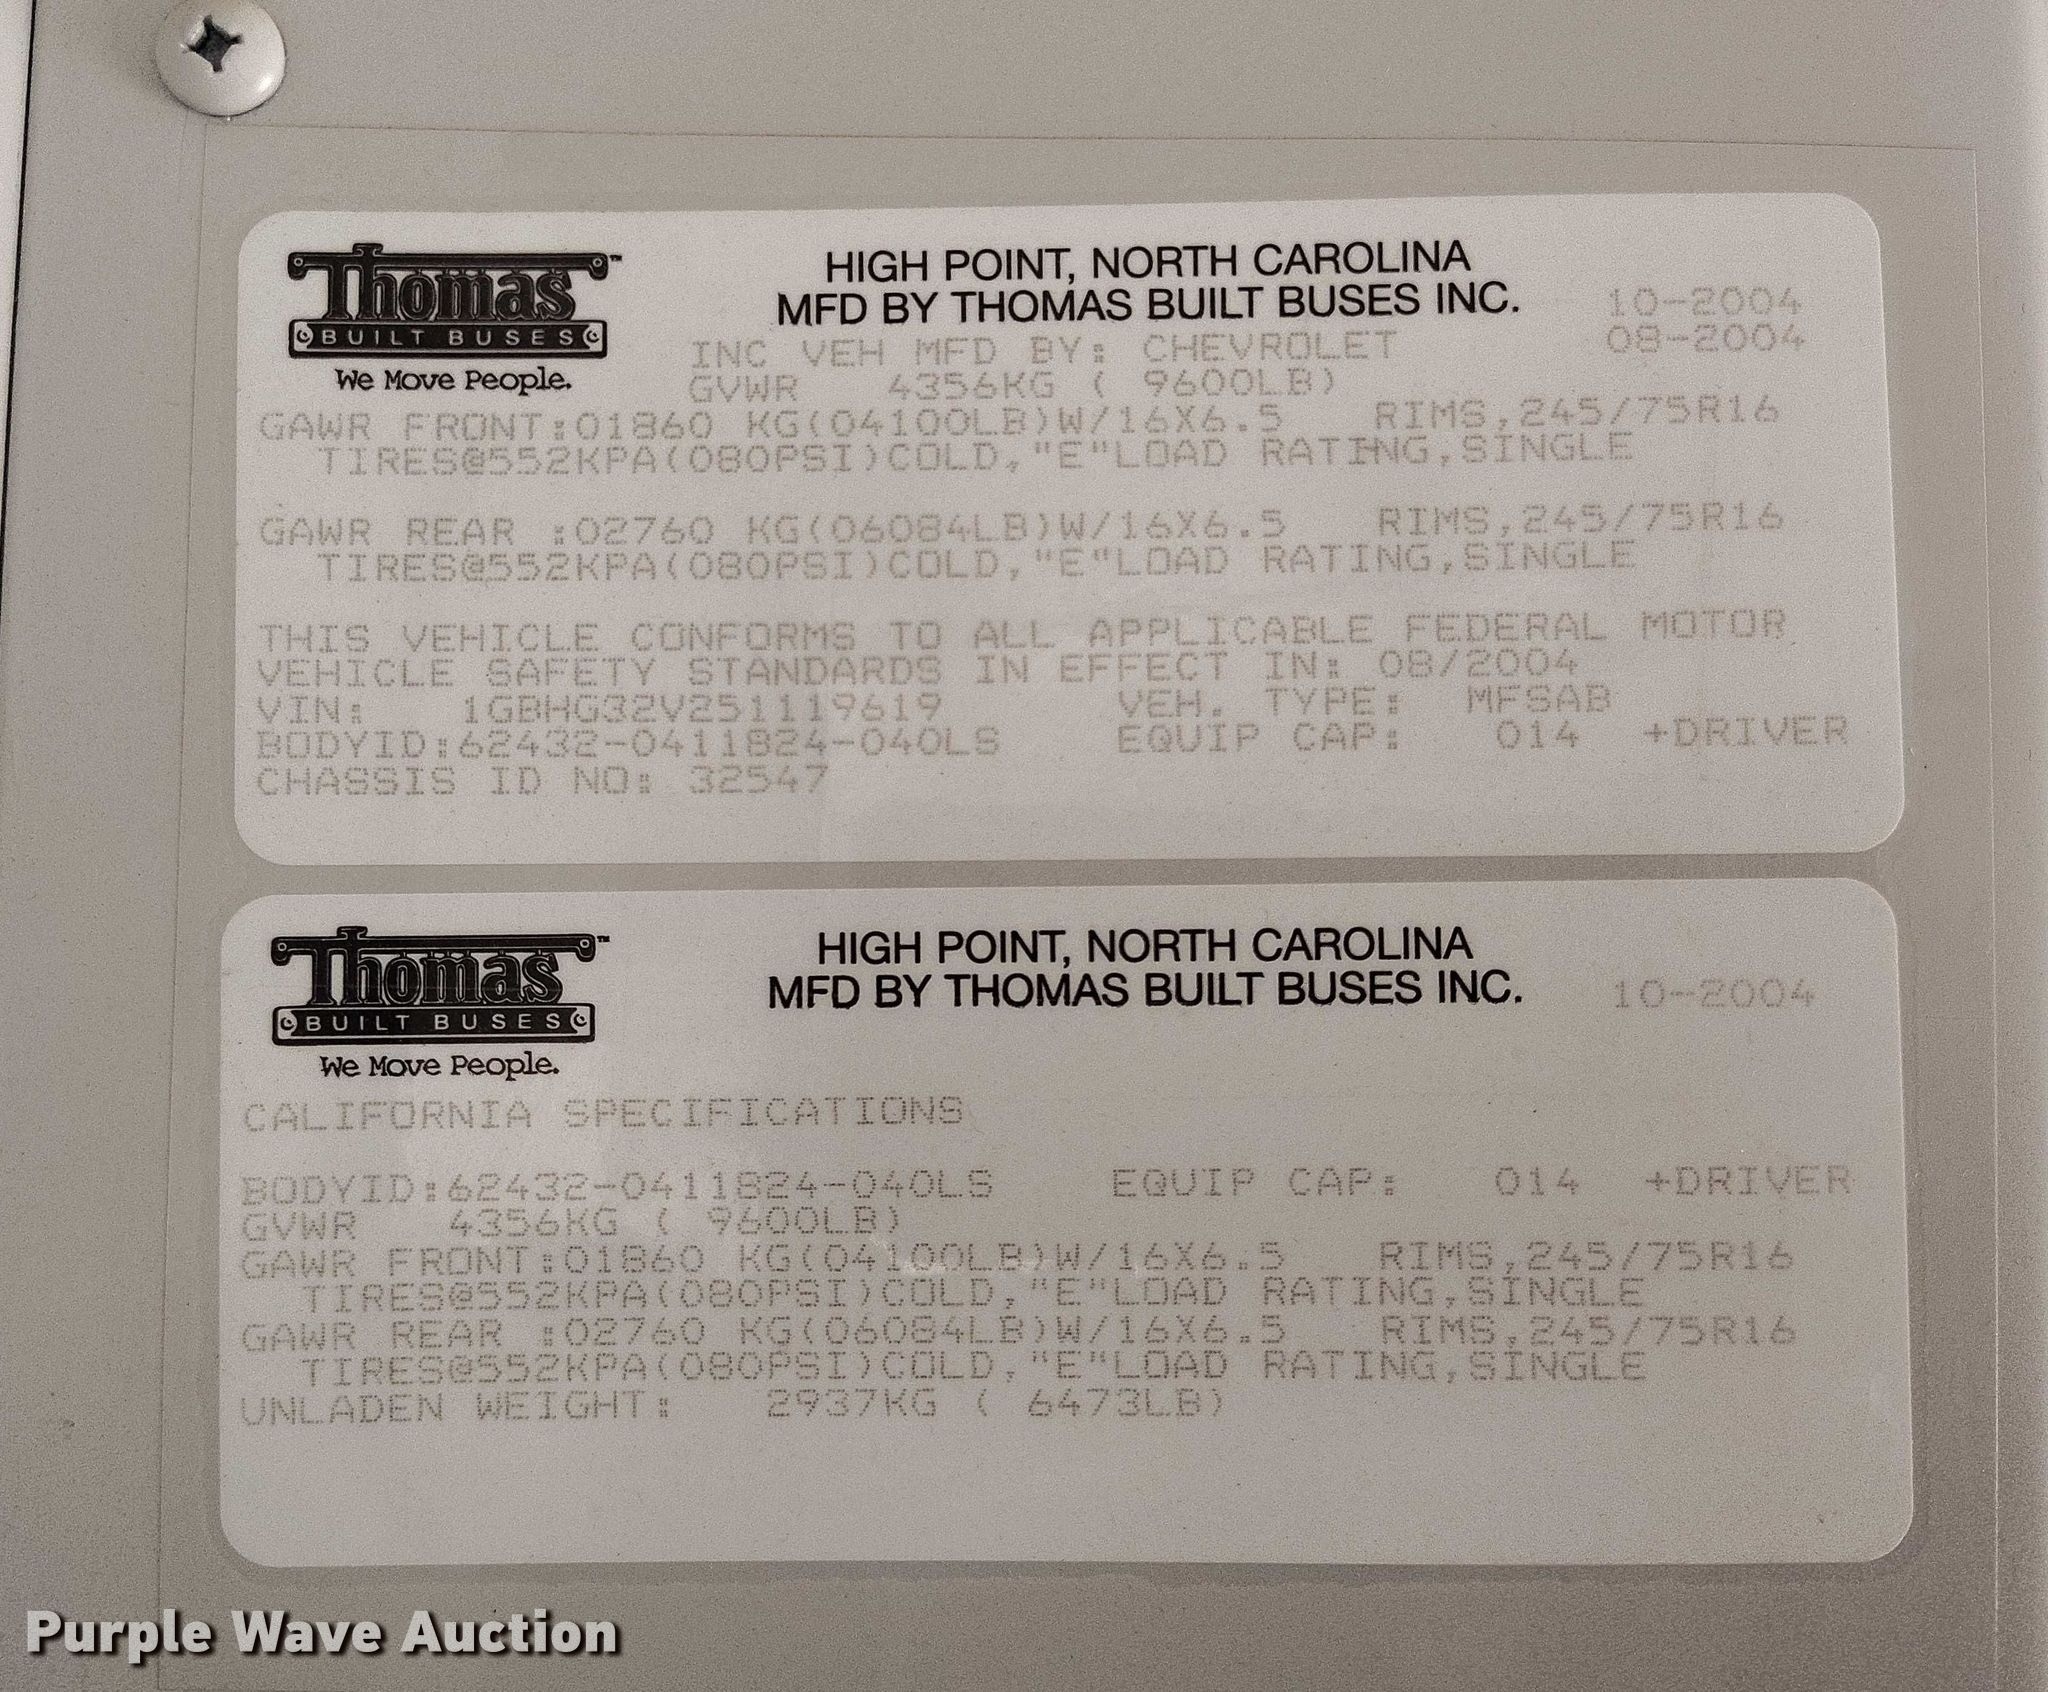 Thomas™
BUILT BUSES
We Move People.
HIGH POINT, NORTH CAROLINA
MFD BY THOMAS BUILT BUSES INC.
10-2004
INC VEH MFD BY: CHEVROLET 08-2004
GVWR 4356KG ( 9600LB)
GAWR FRONT:01860 KG(04100LB)W/16X6.5 RIMS,245/75R16
TIRES@552KPA(080PSI)COLD,"E"LOAD RATING,SINGLE
GAWR REAR :02760 KG(06084LB)W/16X6.5 RIMS,245/75R16
TIRES@552KPA(080PSI)COLD,"E"LOAD RATING,SINGLE
THIS VEHICLE CONFORMS TO ALL APPLICABLE FEDERAL MOTOR
VEHICLE SAFETY STANDARDS IN EFFECT IN: 08/2004
VIN: 1GBHG32V251119619 VEH. TYPE: MFSAB
BODYID:62432-0411824-040LS EQUIP CAP: 014 +DRIVER
CHASSIS ID NO: 32547
Thomas™
BUILT BUSES
We Move People.
HIGH POINT, NORTH CAROLINA
MFD BY THOMAS BUILT BUSES INC.
10-2004
CALIFORNIA SPECIFICATIONS
BODYID:62432-0411824-040LS EQUIP CAP: 014 +DRIVER
GVWR 4356KG ( 9600LB)
GAWR FRONT:01860 KG(04100LB)W/16X6.5 RIMS,245/75R16
TIRES@552KPA(080PSI)COLD,"E"LOAD RATING,SINGLE
GAWR REAR :02760 KG(06084LB)W/16X6.5 RIMS,245/75R16
TIRES@552KPA(080PSI)COLD,"E"LOAD RATING,SINGLE
UNLADEN WEIGHT: 2937KG ( 6473LB)
Purple Wave Auction